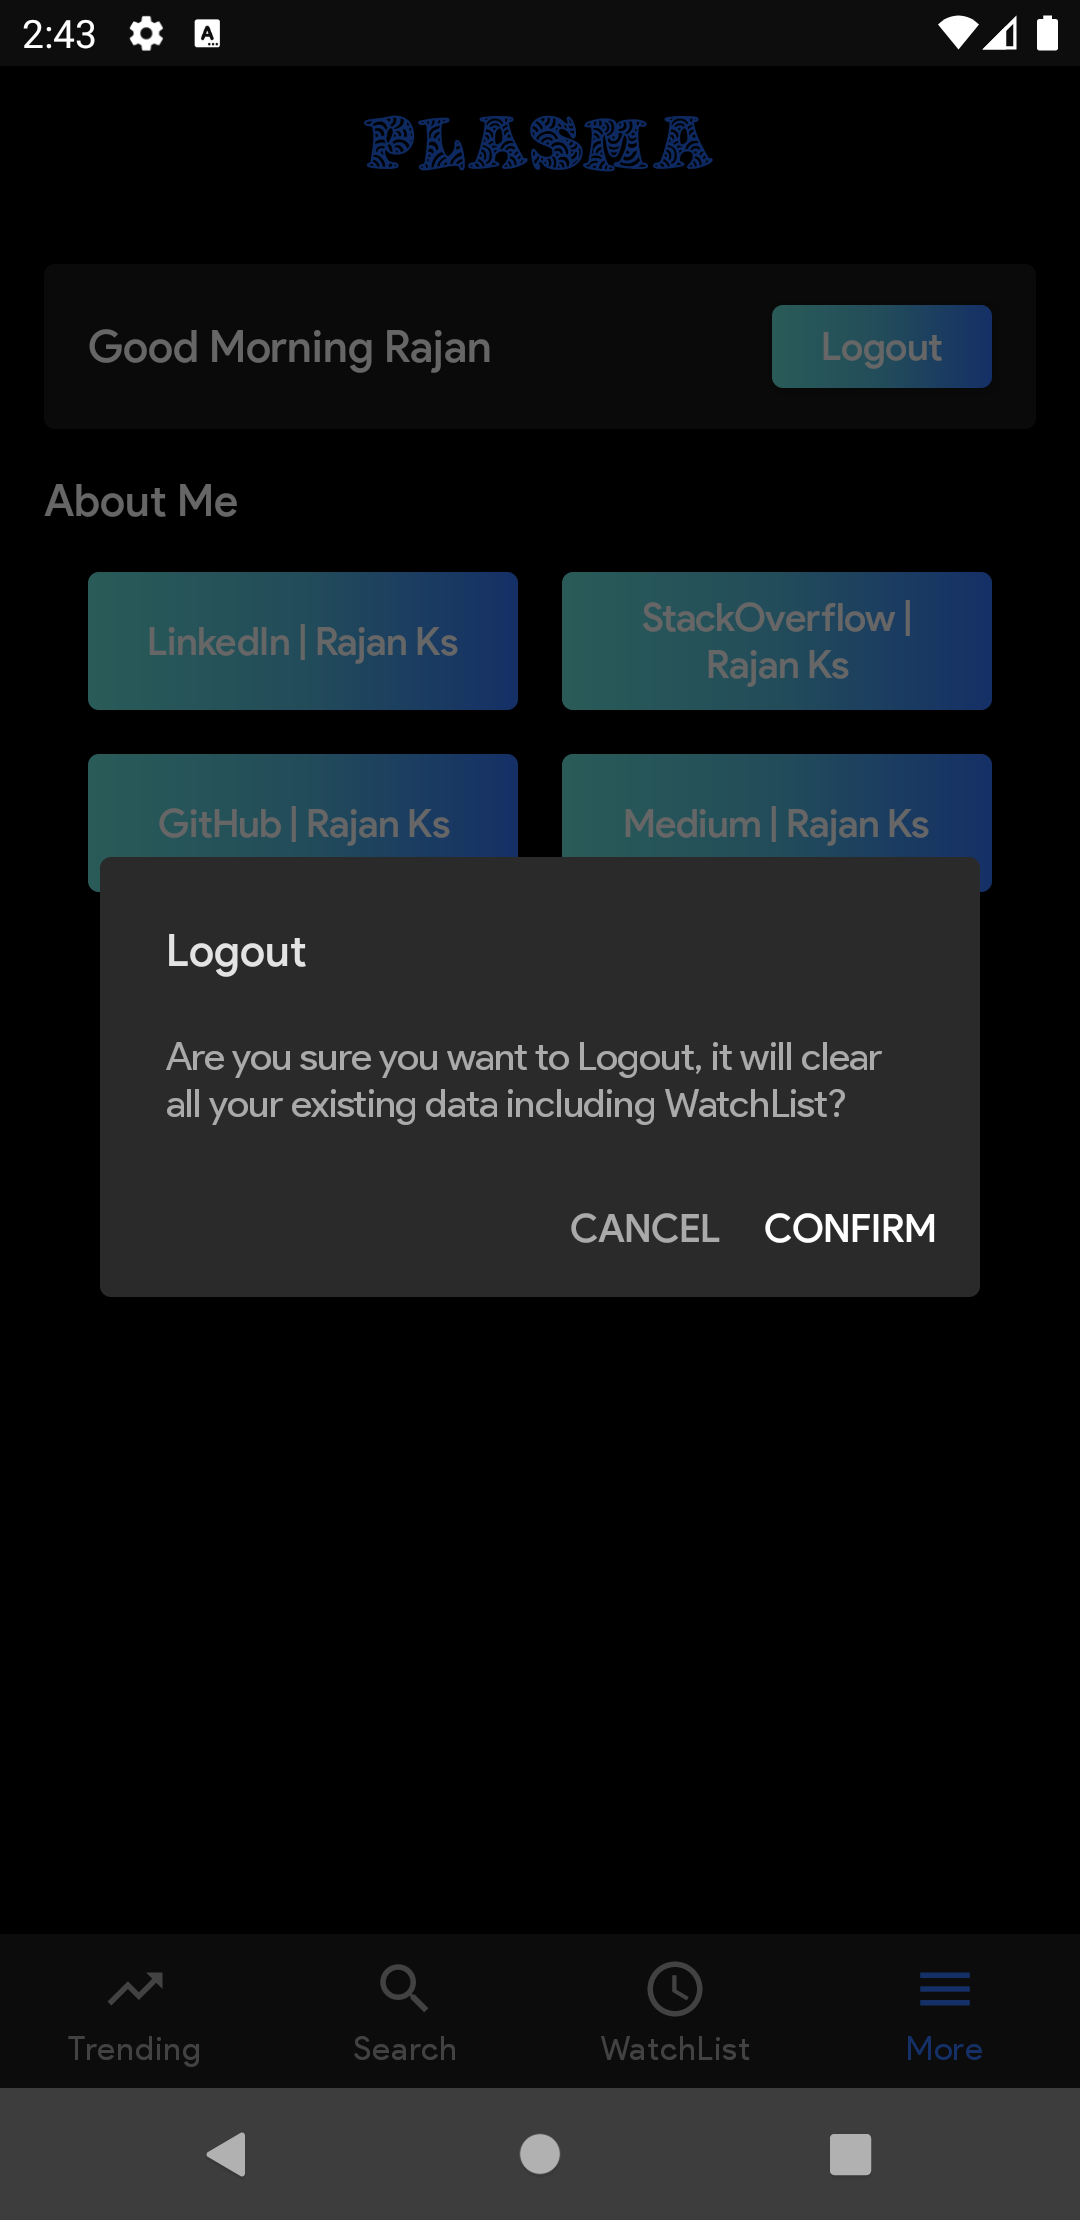 2:43
PLASMA
Good Morning Rajan
Logout
About Me
LinkedIn | Rajan Ks
StackOverflow |
Rajan Ks
GitHub | Rajan Ks
Medium | Rajan Ks
Logout
Are you sure you want to Logout, it will clear
all your existing data including WatchList?
CANCEL
CONFIRM
Trending
Search
WatchList
More